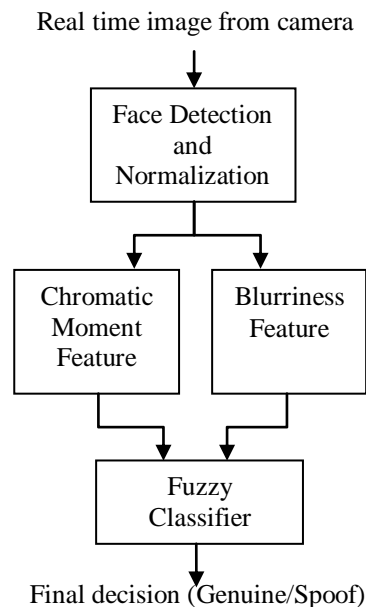 Real time image from camera
Face Detection
and
Normalization
Chromatic
Moment
Feature
Blurriness
Feature
Fuzzy
Classifier
Final decision (Genuine/Spoof)